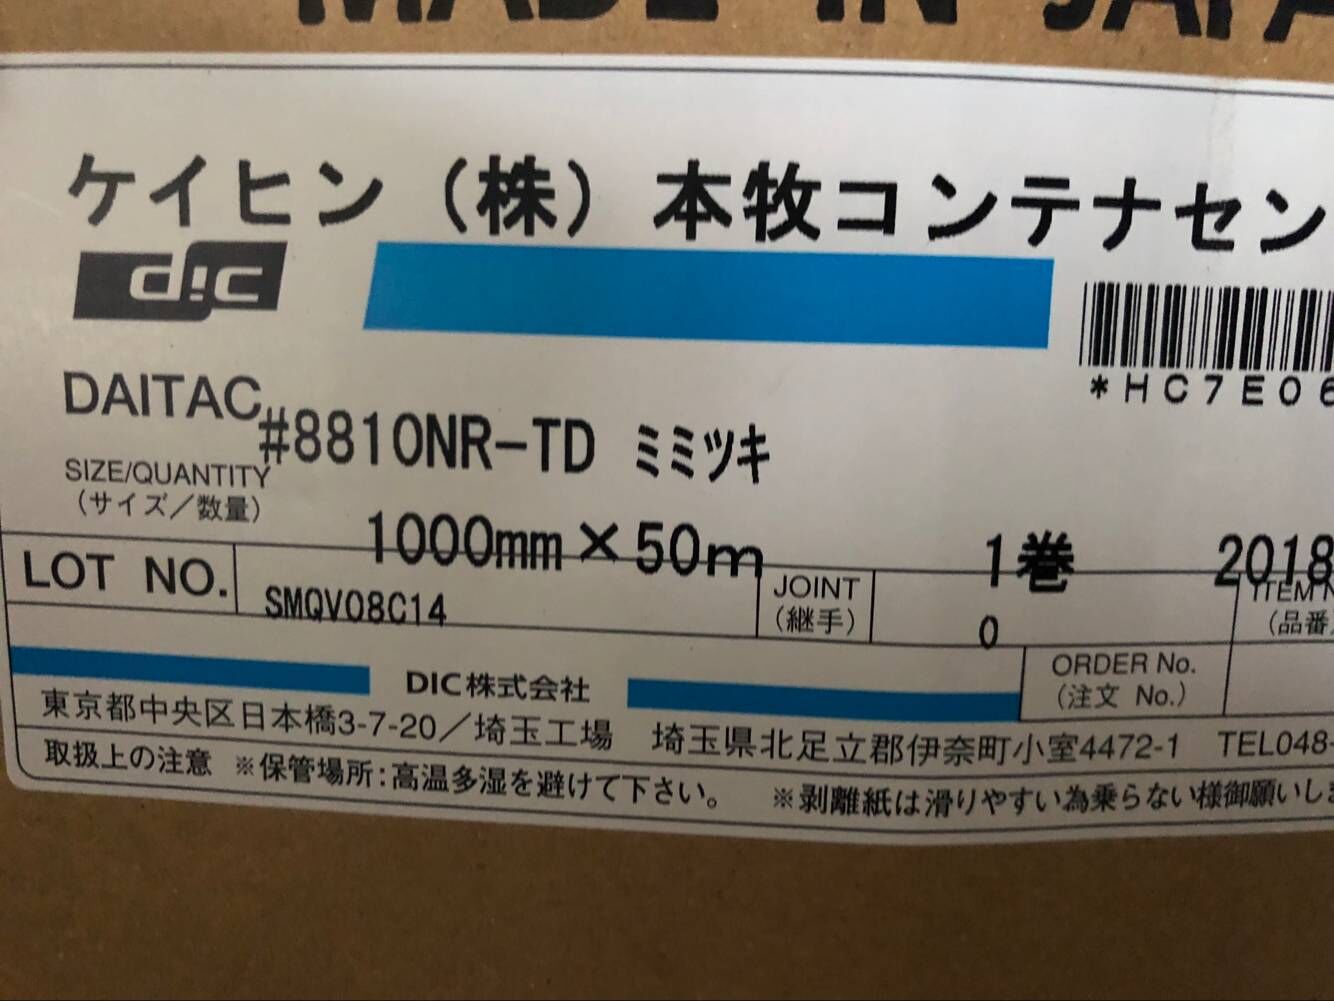 MADE IN JAPA
ケイヒン（株）本牧コンテナセン
dic
*HC7E06
DAITAC
#8810NR-TD ミミツキ
SIZE/QUANTITY
（サイズ／数量）
1000mm×50m 1巻 2018
LOT NO. SMQV08C14 JOINT （継手） 0 ITEM N （品番
DIC株式会社 ORDER No. （注文 No.）
東京都中央区日本橋3-7-20／埼玉工場 埼玉県北足立郡伊奈町小室4472-1 TEL048-
取扱上の注意 ※保管場所：高温多湿を避けて下さい。 ※剥離紙は滑りやすい為乗らない様御願いしま